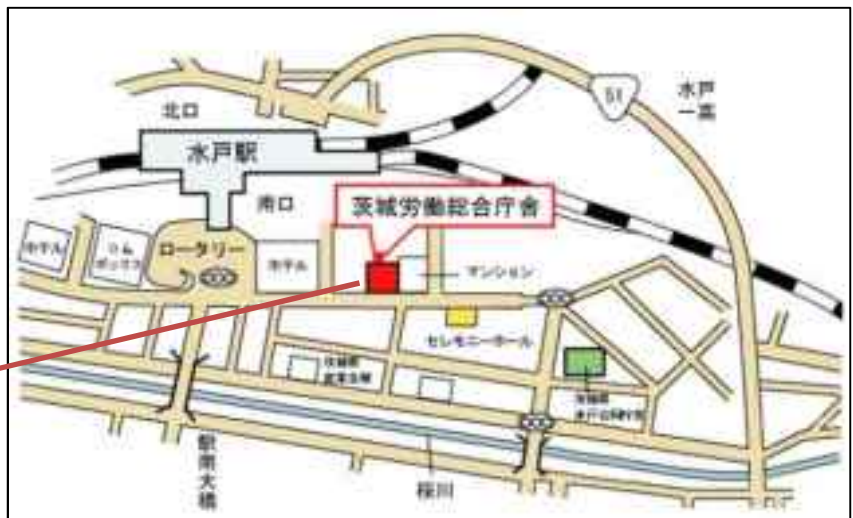 51
水戸
一高
北口
水戸駅
南口
茨城労働総合庁舎
ホテル
ロータリー
ホテル
マンション
セレモニーホール
駅南大橋
桜川